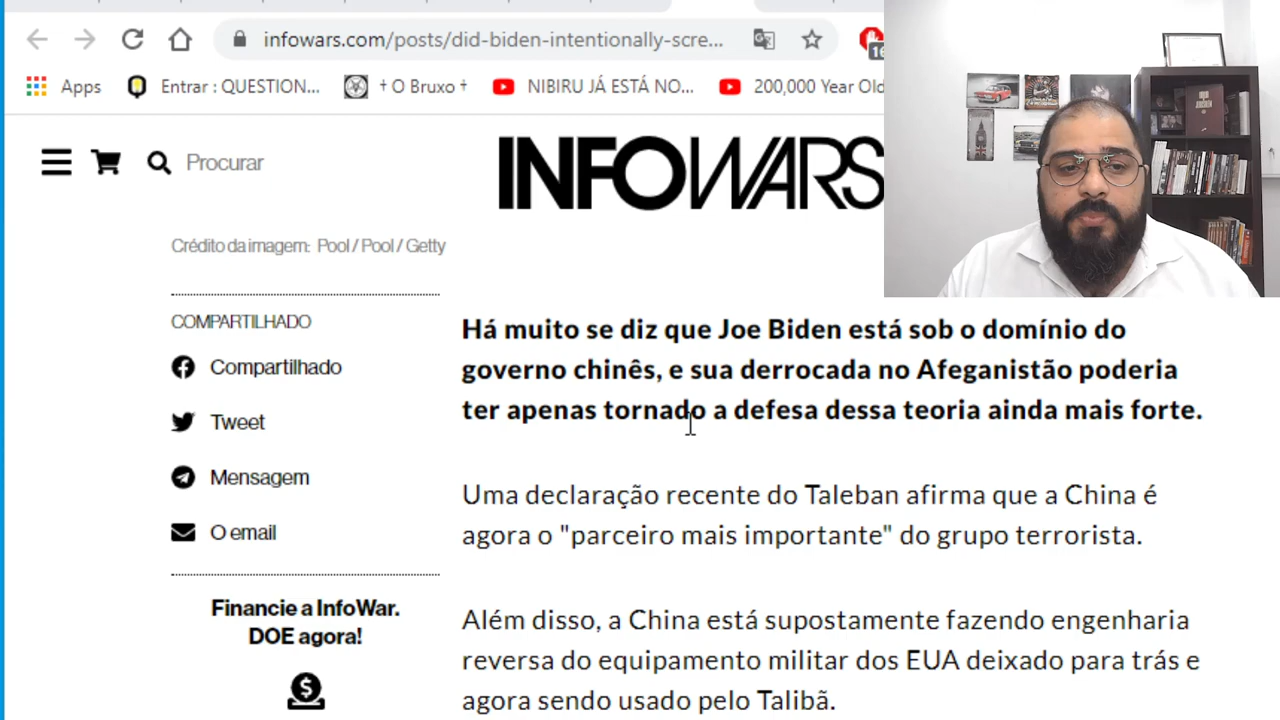 infowars.com/posts/did-biden-intentionally-scre...
Apps
Entrar : QUESTION...
† O Bruxo †
NIBIRU JÁ ESTÁ NO...
200,000 Year Old
Procurar
INFOWARS
Crédito da imagem: Pool / Pool / Getty
COMPARTILHADO
Compartilhado
Tweet
Mensagem
O email
Financie a InfoWar.
DOE agora!
Há muito se diz que Joe Biden está sob o domínio do
governo chinês, e sua derrocada no Afeganistão poderia
ter apenas tornado a defesa dessa teoria ainda mais forte.
Uma declaração recente do Taleban afirma que a China é
agora o "parceiro mais importante" do grupo terrorista.
Além disso, a China está supostamente fazendo engenharia
reversa do equipamento militar dos EUA deixado para trás e
agora sendo usado pelo Talibã.